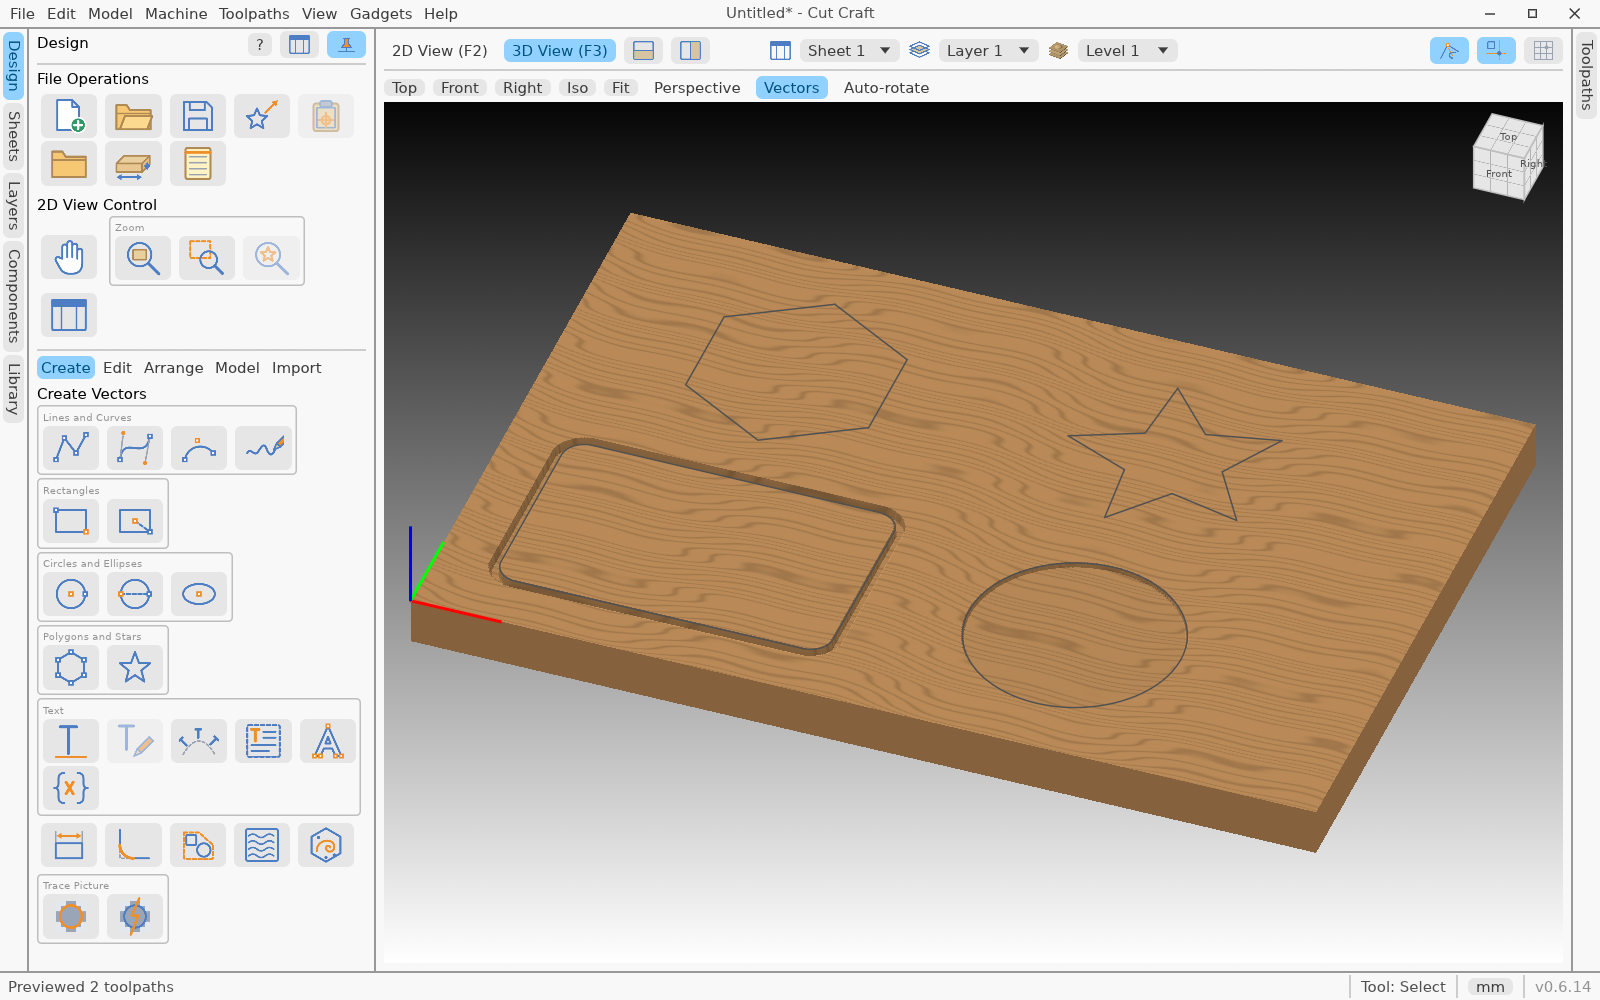 File Edit Model Machine Toolpaths View Gadgets Help
Untitled* - Cut Craft
Design
Sheets
Layers
Components
Library
Design
?
File Operations
2D View Control
Zoom
Create Edit Arrange Model Import
Create Vectors
Lines and Curves
Rectangles
Circles and Ellipses
Polygons and Stars
Text
Trace Picture
2D View (F2) 3D View (F3) Sheet 1 Layer 1 Level 1
Top Front Right Iso Fit Perspective Vectors Auto-rotate
Top
Front
Right
Toolpaths
Previewed 2 toolpaths
Tool: Select mm v0.6.14